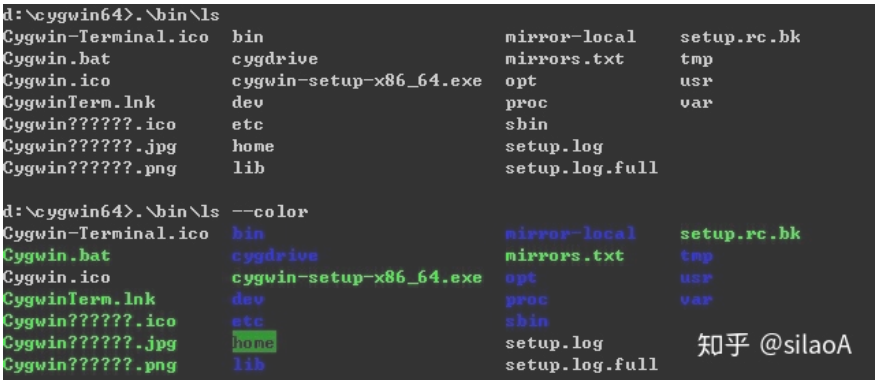 d:\cygwin64>.\bin\ls
Cygwin-Terminal.ico bin mirror-local setup.rc.bk
Cygwin.bat cygdrive mirrors.txt tmp
Cygwin.ico cygwin-setup-x86_64.exe opt usr
CygwinTerm.lnk dev proc var
Cygwin??????.ico etc sbin
Cygwin??????.jpg home setup.log
Cygwin??????.png lib setup.log.full
d:\cygwin64>.\bin\ls --color
Cygwin-Terminal.ico bin mirror-local setup.rc.bk
Cygwin.bat cygdrive mirrors.txt tmp
Cygwin.ico cygwin-setup-x86_64.exe opt usr
CygwinTerm.lnk dev proc var
Cygwin??????.ico etc sbin
Cygwin??????.jpg home setup.log
Cygwin??????.png lib setup.log.full
知乎 @silaoA